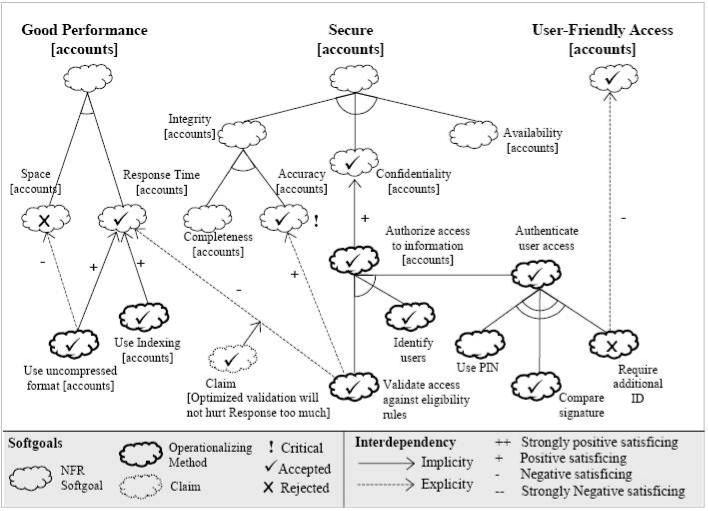 Good Performance
[accounts]
Secure
[accounts]
User-Friendly Access
[accounts]
Integrity
[accounts]
Availability
[accounts]
Space
[accounts]
Response Time
[accounts]
Accuracy
[accounts]
Confidentiality
[accounts]
Completeness
[accounts]
!
+
-
Authorize access
to information
[accounts]
Authenticate
user access
-
+
+
-
+
Use uncompressed
format [accounts]
Use Indexing
[accounts]
Claim
[Optimized validation will
not hurt Response too much]
Identify
users
Validate access
against eligibility
rules
Use PIN
Compare
signature
Require
additional
ID
Softgoals
NFR
Softgoal
Operationalizing
Method
Claim
! Critical
✓ Accepted
✗ Rejected
Interdependency
Implicity
Explicity
++ Strongly positive satisficing
+ Positive satisficing
- Negative satisficing
-- Strongly Negative satisficing